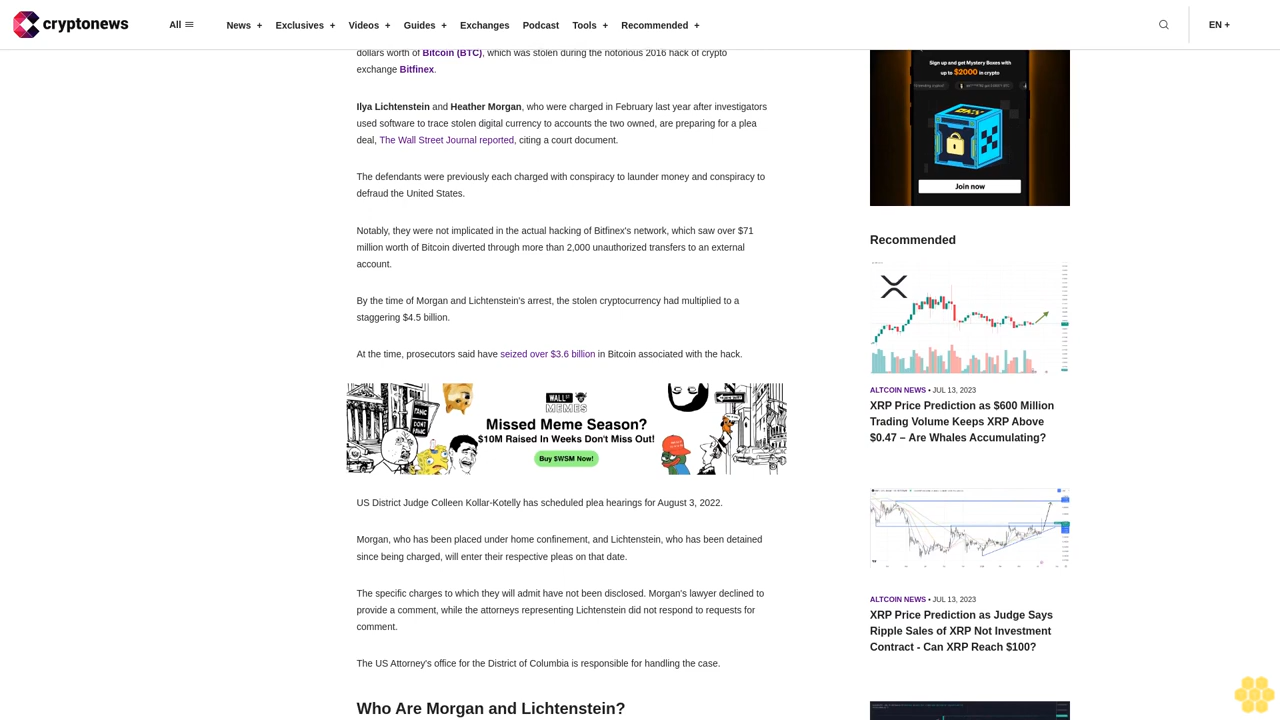 cryptonews
All
News +
Exclusives +
Videos +
Guides +
Exchanges
Podcast
Tools +
Recommended +
EN +
dollars worth of Bitcoin (BTC), which was stolen during the notorious 2016 hack of crypto
exchange Bitfinex.
Ilya Lichtenstein and Heather Morgan, who were charged in February last year after investigators
used software to trace stolen digital currency to accounts the two owned, are preparing for a plea
deal, The Wall Street Journal reported, citing a court document.
The defendants were previously each charged with conspiracy to launder money and conspiracy to
defraud the United States.
Notably, they were not implicated in the actual hacking of Bitfinex's network, which saw over $71
million worth of Bitcoin diverted through more than 2,000 unauthorized transfers to an external
account.
By the time of Morgan and Lichtenstein's arrest, the stolen cryptocurrency had multiplied to a
staggering $4.5 billion.
At the time, prosecutors said have seized over $3.6 billion in Bitcoin associated with the hack.
PANIC
DON'T
PANIC
WALL ST
MEMES
Missed Meme Season?
$10M Raised In Weeks Don't Miss Out!
Buy $WSM Now!
US District Judge Colleen Kollar-Kotelly has scheduled plea hearings for August 3, 2022.
Morgan, who has been placed under home confinement, and Lichtenstein, who has been detained
since being charged, will enter their respective pleas on that date.
The specific charges to which they will admit have not been disclosed. Morgan's lawyer declined to
provide a comment, while the attorneys representing Lichtenstein did not respond to requests for
comment.
The US Attorney's office for the District of Columbia is responsible for handling the case.
Who Are Morgan and Lichtenstein?
Sign up and get Mystery Boxes with
up to $2000 in crypto
Join now
Recommended
ALTCOIN NEWS • JUL 13, 2023
XRP Price Prediction as $600 Million
Trading Volume Keeps XRP Above
$0.47 – Are Whales Accumulating?
ALTCOIN NEWS • JUL 13, 2023
XRP Price Prediction as Judge Says
Ripple Sales of XRP Not Investment
Contract - Can XRP Reach $100?